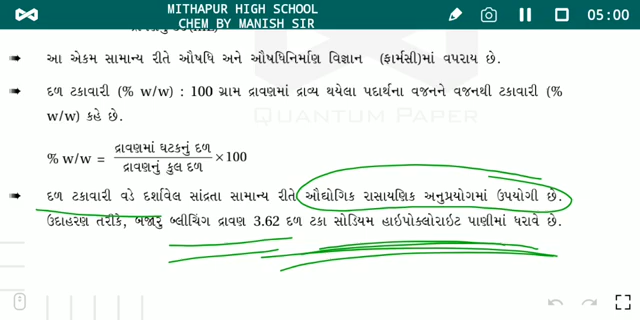 MITHAPUR HIGH SCHOOL
CHEM BY MANISH SIR
05:00
આ એકમ સામાન્ય રીતે ઔષધિ અને ઔષધિનિર્માણ વિજ્ઞાન (ફાર્મસી)માં વપરાય છે.
દળ ટકાવારી (% w/w) : 100 ગ્રામ દ્રાવણમાં દ્રાવ્ય થયેલા પદાર્થના વજનને વજનથી ટકાવારી (%
w/w) કહે છે.
QUANTUM PAPER
% w/w = દ્રાવણમાં ઘટકનું દળ
દ્રાવણનું કુલ દળ × 100
દળ ટકાવારી વડે દર્શાવેલ સાંદ્રતા સામાન્ય રીતે ઔદ્યોગિક રાસાયણિક અનુપ્રયોગમાં ઉપયોગી છે.
ઉદાહરણ તરીકે, બજારુ બ્લીચિંગ દ્રાવણ 3.62 દળ ટકા સોડિયમ હાઇપોક્લોરાઇટ પાણીમાં ધરાવે છે.